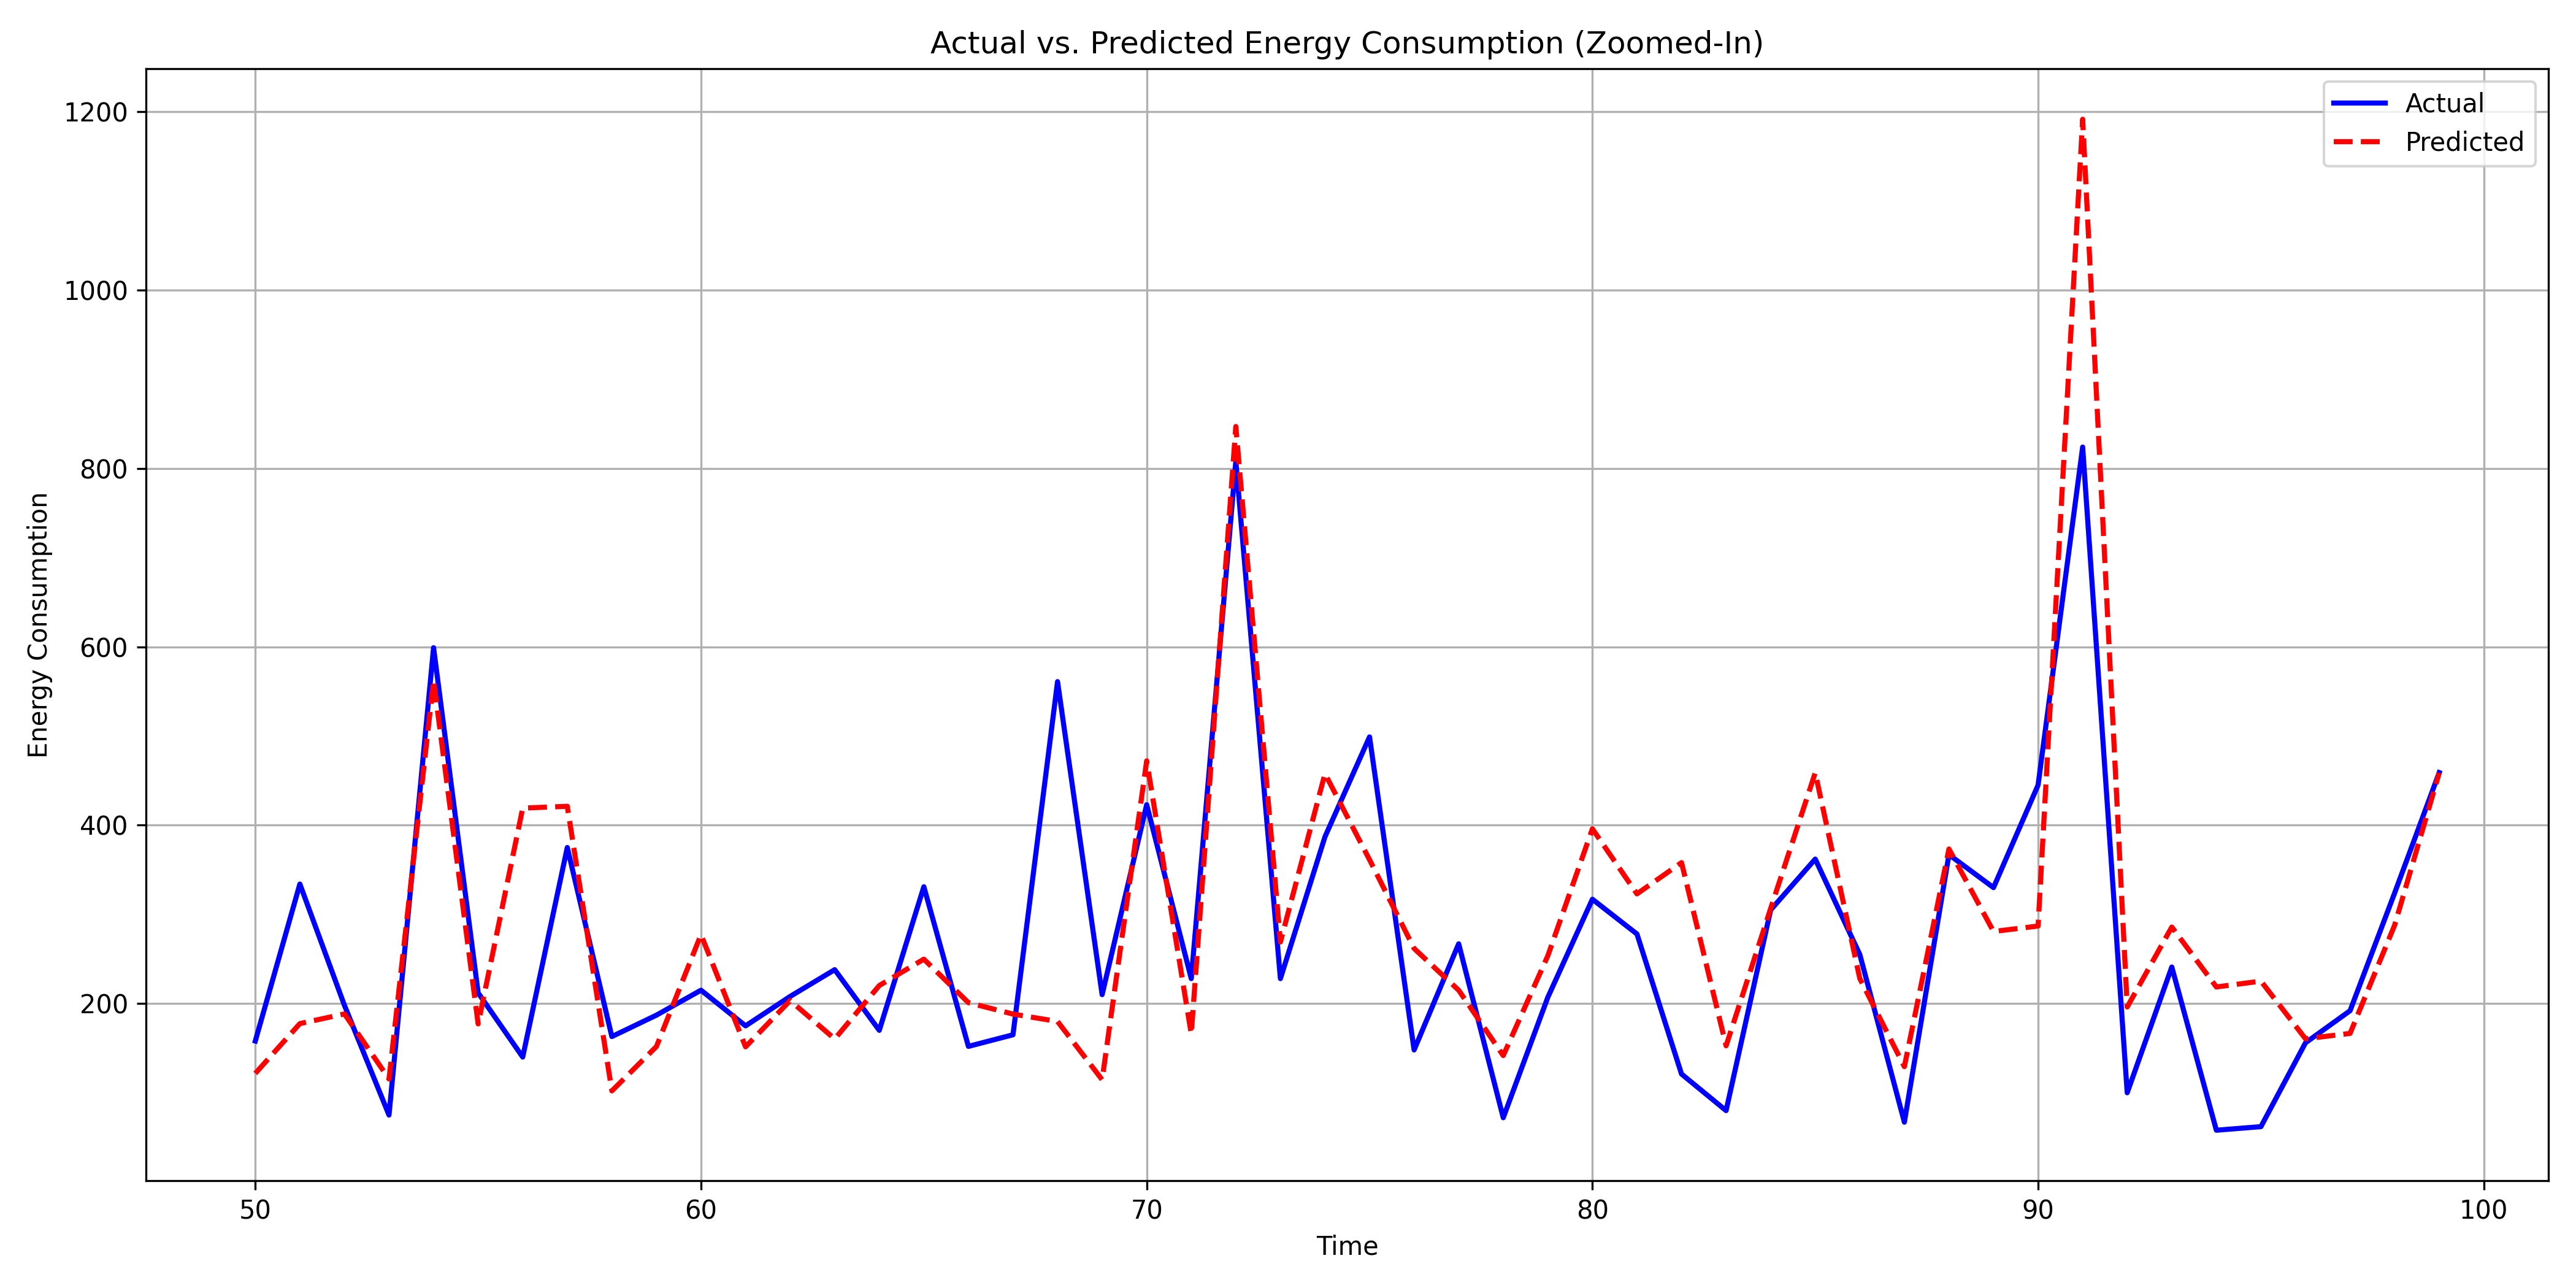 Actual vs. Predicted Energy Consumption (Zoomed-In)
Actual
Predicted
Energy Consumption
1200
1000
800
600
400
200
50 60 70 80 90 100
Time